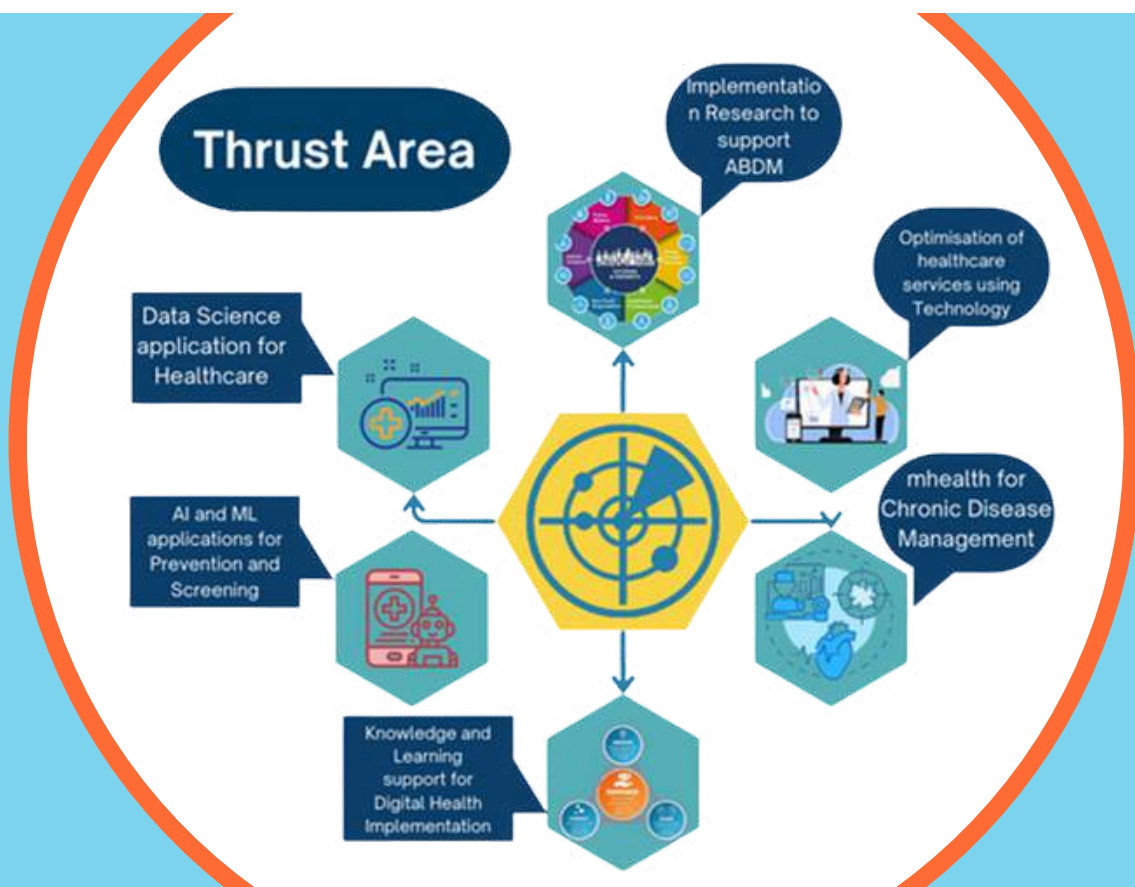 Thrust Area
Implementatio
n Research to
support
ABDM
Optimisation of
healthcare
services using
Technology
Data Science
application for
Healthcare
mhealth for
Chronic Disease
Management
AI and ML
applications for
Prevention and
Screening
Knowledge and
Learning
support for
Digital Health
Implementation